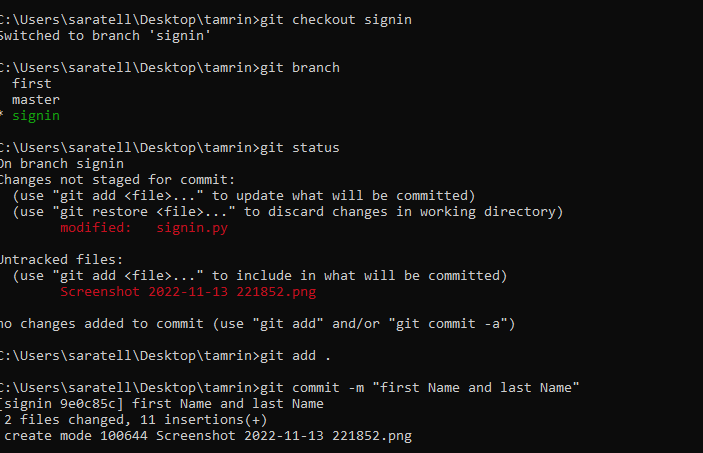 C:\Users\saratell\Desktop\tamrin>git checkout signin
Switched to branch 'signin'
C:\Users\saratell\Desktop\tamrin>git branch
first
master
* signin
C:\Users\saratell\Desktop\tamrin>git status
On branch signin
Changes not staged for commit:
(use "git add <file>..." to update what will be committed)
(use "git restore <file>..." to discard changes in working directory)
modified: signin.py
Untracked files:
(use "git add <file>..." to include in what will be committed)
Screenshot 2022-11-13 221852.png
no changes added to commit (use "git add" and/or "git commit -a")
C:\Users\saratell\Desktop\tamrin>git add .
C:\Users\saratell\Desktop\tamrin>git commit -m "first Name and last Name"
[signin 9e0c85c] first Name and last Name
2 files changed, 11 insertions(+)
create mode 100644 Screenshot 2022-11-13 221852.png